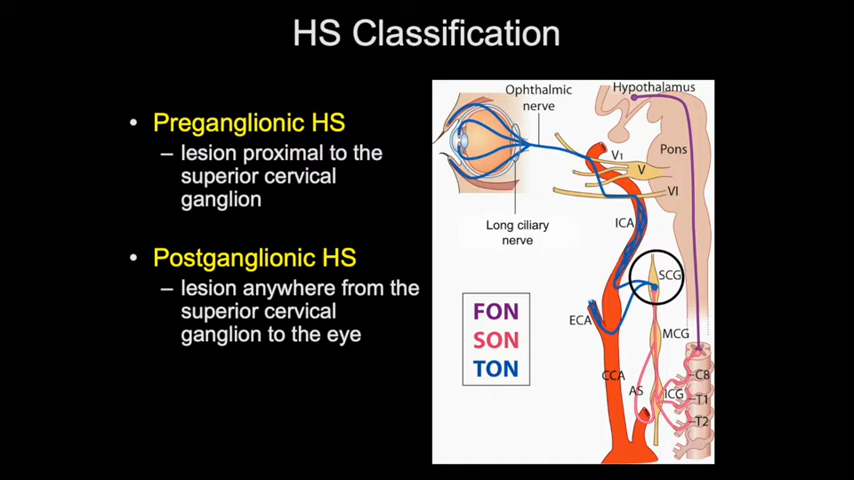 HS Classification
• Preganglionic HS
– lesion proximal to the
superior cervical
ganglion
• Postganglionic HS
– lesion anywhere from the
superior cervical
ganglion to the eye
Ophthalmic
nerve
Hypothalamus
Pons
V1
V
VI
ICA
Long ciliary
nerve
SCG
FON
SON
TON
ECA
MCG
CCA
AS
ICG
C8
T1
T2